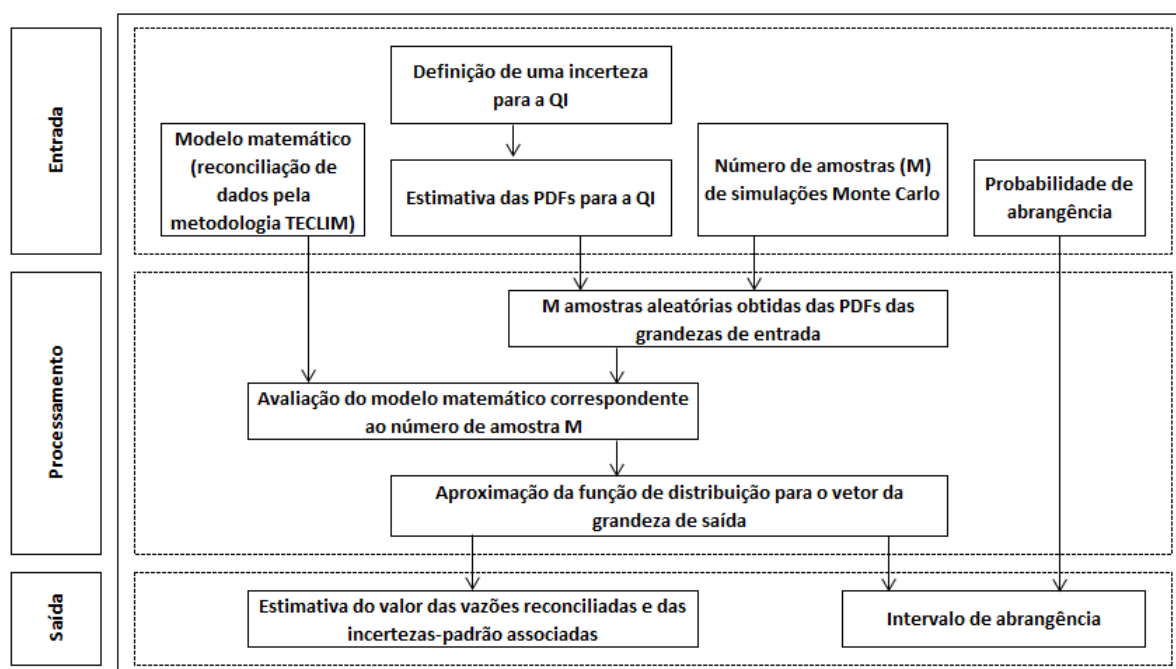 Entrada
Definição de uma incerteza
para a QI
Modelo matemático
(reconciliação de
dados pela
metodologia TECLIM)
Estimativa das PDFs para a QI
Número de amostras (M)
de simulações Monte Carlo
Probabilidade de
abrangência
Processamento
M amostras aleatórias obtidas das PDFs das
grandezas de entrada
Avaliação do modelo matemático correspondente
ao número de amostra M
Aproximação da função de distribuição para o vetor da
grandeza de saída
Saída
Estimativa do valor das vazões reconciliadas e das
incertezas-padrão associadas
Intervalo de abrangência